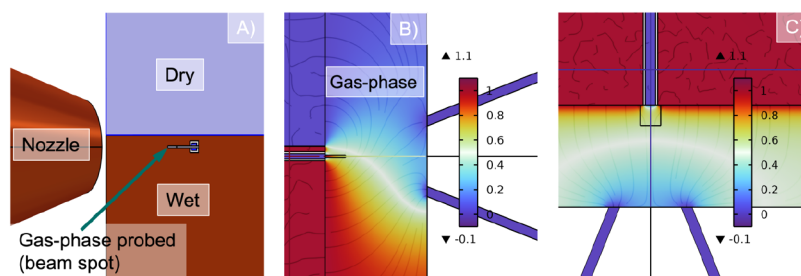 A)
Dry
Nozzle
Wet
Gas-phase probed
(beam spot)
B)
Gas-phase
▲ 1.1
1
0.8
0.6
0.4
0.2
0
▼ -0.1
C)
▲ 1.1
1
0.8
0.6
0.4
0.2
0
▼ -0.1